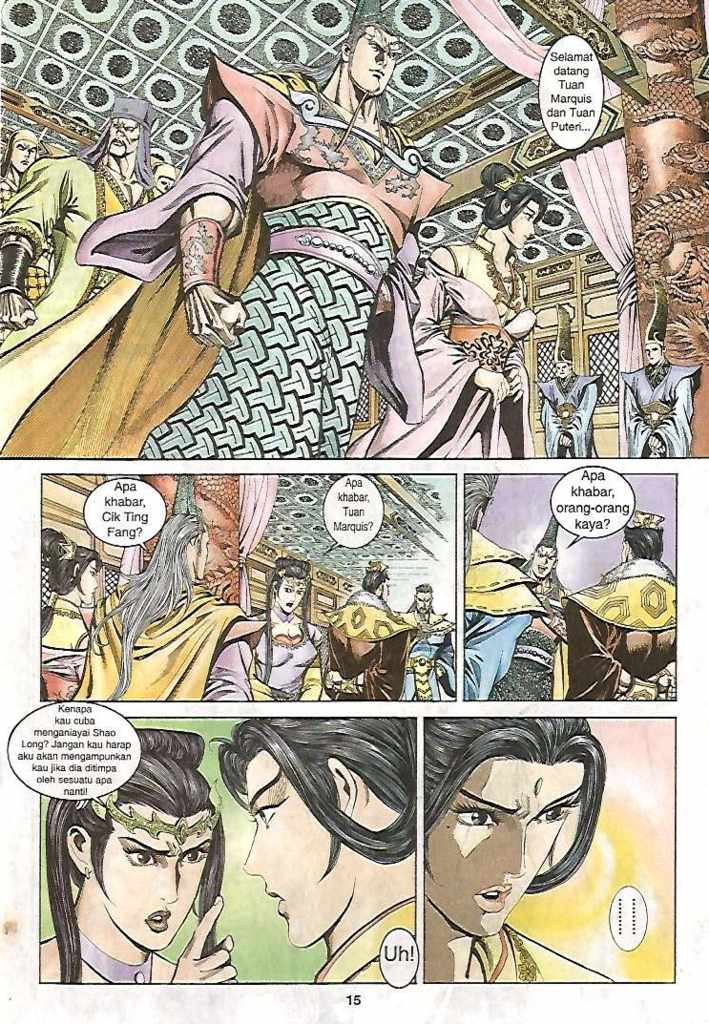 Selamat
datang
Tuan
Marquis
dan Tuan
Puteri...
Apa
khabar,
Cik Ting
Fang?
Apa
khabar,
Tuan
Marquis?
Apa
khabar,
orang-orang
kaya?
Kenapa
kau cuba
menganiayai Shao
Long? Jangan kau harap
aku akan mengampunkan
kau jika dia ditimpa
oleh sesuatu apa
nanti!
Uh!
15